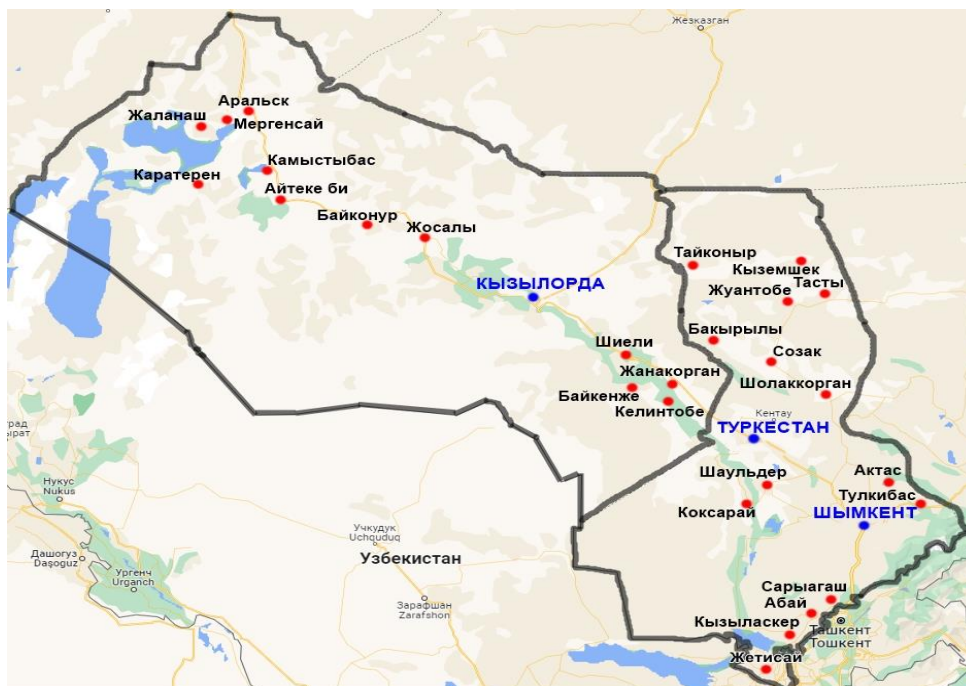 Жезказган
Аральск
Жаланаш
Мергенсай
Камыстыбас
Каратерен
Айтеке би
Байконур
Жосалы
Тайконыр
Кыземшек
Тасты
Жуантобе
КЫЗЫЛОРДА
Бакырылы
Шиели
Созак
Жанакорган
Шолаккорган
Байкенже
Келинтобе
Кентау
ТУРКЕСТАН
град
ырат
Шаульдер
Актас
Нукус
Nukus
Тулкибас
Коксарай
ШЫМКЕНТ
Учкудук
Uchquduq
Дашогуз
Daşoguz
Узбекистан
Ургенч
Urganch
Сарыагаш
Зарафшан
Zarafshon
Абай
Кызыласкер
Ташкент
Тошкент
Жетисай